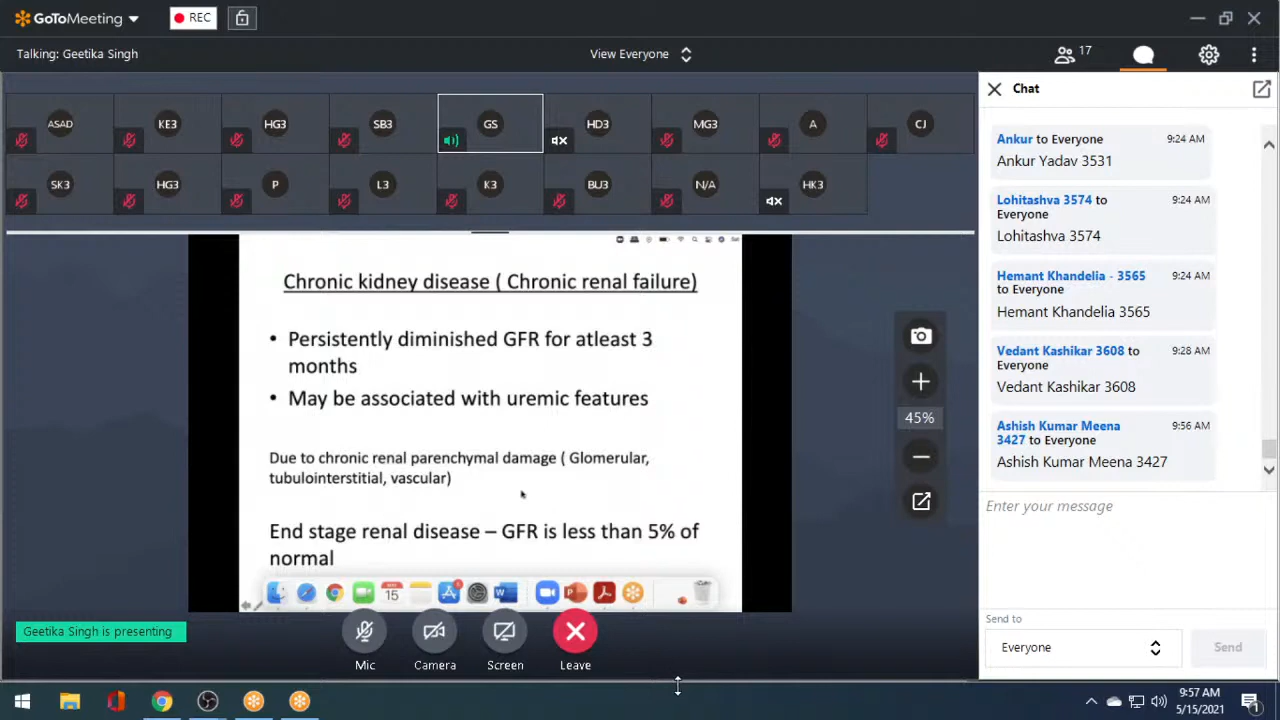 GoToMeeting
REC
Talking: Geetika Singh
View Everyone
17
Chat
ASAD
KE3
HG3
SB3
GS
HD3
MG3
A
CJ
SK3
HG3
P
L3
K3
BU3
N/A
HK3
Chronic kidney disease ( Chronic renal failure)
• Persistently diminished GFR for atleast 3
months
• May be associated with uremic features
Due to chronic renal parenchymal damage ( Glomerular,
tubulointerstitial, vascular)
End stage renal disease – GFR is less than 5% of
normal
MAY
15
W
P
45%
Geetika Singh is presenting
Mic
Camera
Screen
Leave
Ankur to Everyone
9:24 AM
Ankur Yadav 3531
Lohitashva 3574 to
9:24 AM
Everyone
Lohitashva 3574
Hemant Khandelia - 3565
9:24 AM
to Everyone
Hemant Khandelia 3565
Vedant Kashikar 3608 to
9:28 AM
Everyone
Vedant Kashikar 3608
Ashish Kumar Meena
9:56 AM
3427 to Everyone
Ashish Kumar Meena 3427
Enter your message
Send to
Everyone
Send
9:57 AM
5/15/2021
1